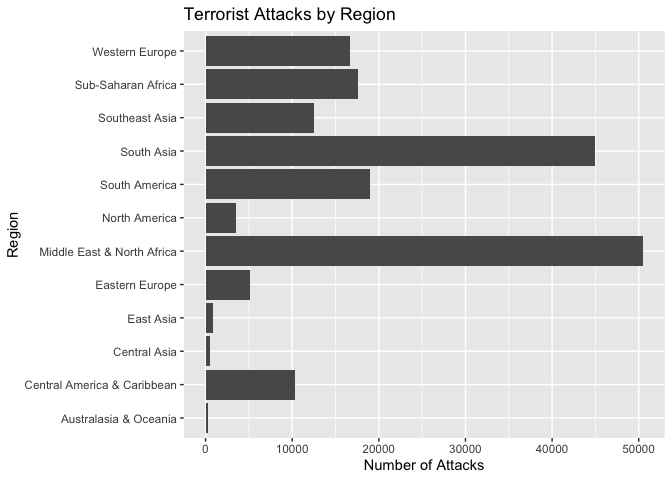 Terrorist Attacks by Region
Western Europe
Sub-Saharan Africa
Southeast Asia
South Asia
South America
North America
Middle East & North Africa
Eastern Europe
East Asia
Central Asia
Central America & Caribbean
Australasia & Oceania
Region
0 10000 20000 30000 40000 50000
Number of Attacks